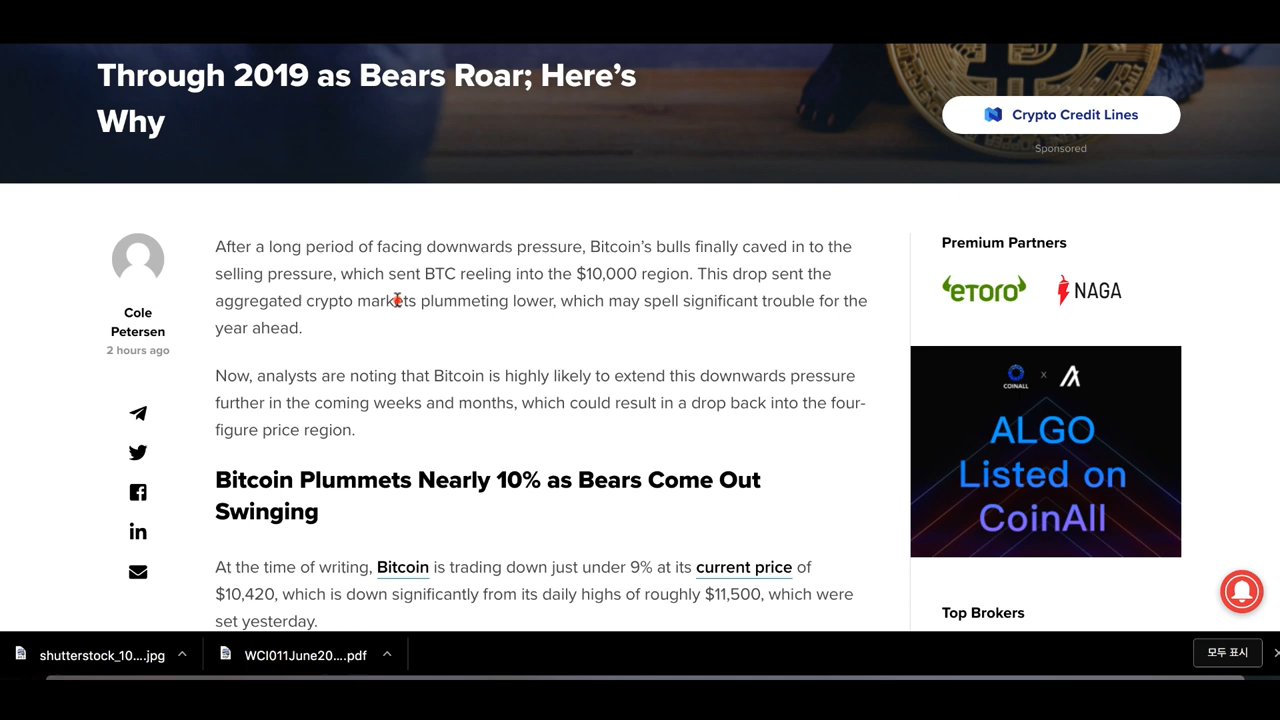 Through 2019 as Bears Roar; Here’s
Why
Crypto Credit Lines
Sponsored
Cole
Petersen
2 hours ago
After a long period of facing downwards pressure, Bitcoin’s bulls finally caved in to the
selling pressure, which sent BTC reeling into the $10,000 region. This drop sent the
aggregated crypto markets plummeting lower, which may spell significant trouble for the
year ahead.
Now, analysts are noting that Bitcoin is highly likely to extend this downwards pressure
further in the coming weeks and months, which could result in a drop back into the four-
figure price region.
Bitcoin Plummets Nearly 10% as Bears Come Out
Swinging
At the time of writing, Bitcoin is trading down just under 9% at its current price of
$10,420, which is down significantly from its daily highs of roughly $11,500, which were
set yesterday.
Premium Partners
eToro
NAGA
COINALL X
ALGO
Listed on
CoinAll
Top Brokers
shutterstock_10....jpg
WCI011June20....pdf
모두 표시